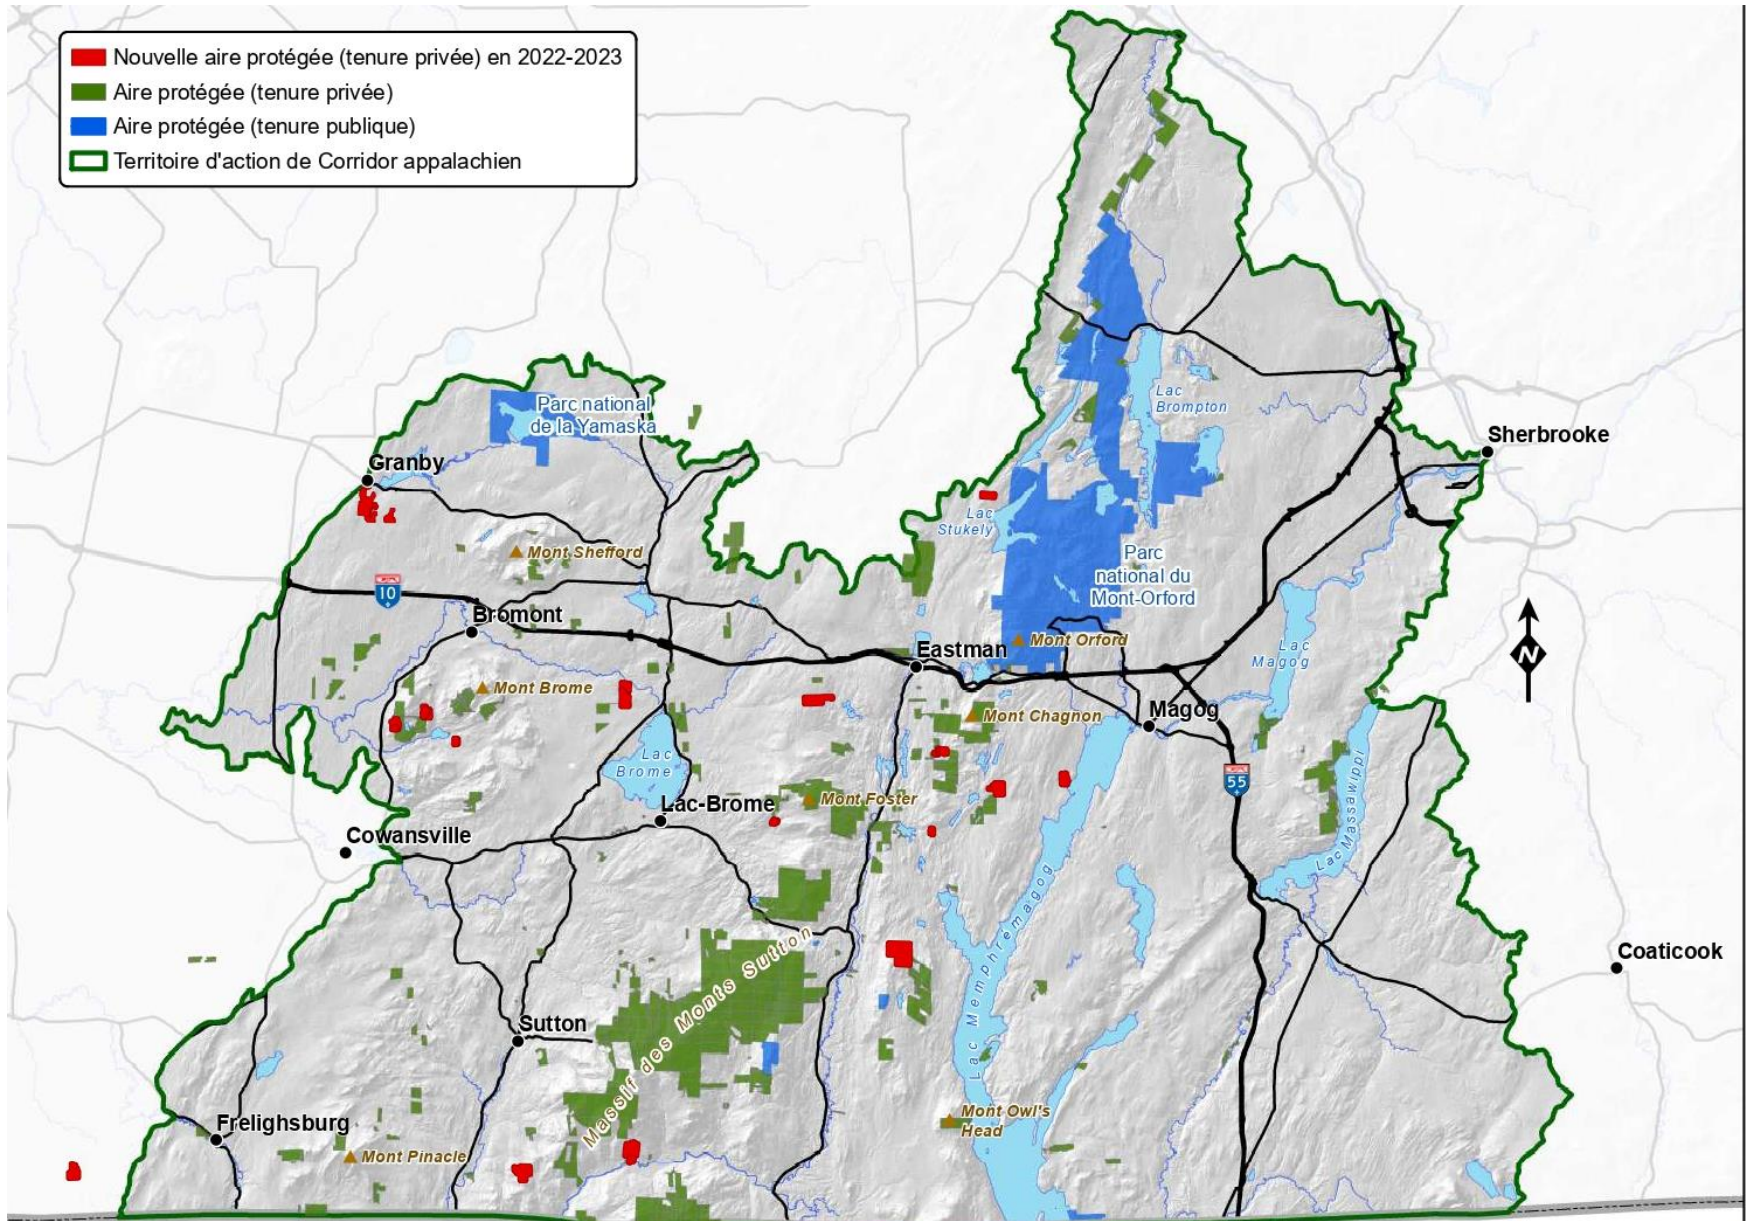 Nouvelle aire protégée (tenure privée) en 2022-2023
Aire protégée (tenure privée)
Aire protégée (tenure publique)
Territoire d'action de Corridor appalachien
Parc national
de la Yamaska
Granby
Lac
Brompton
Sherbrooke
Lac
Stukely
Mont Shefford
Parc
national du
Mont-Orford
10
Bromont
Mont Orford
Eastman
Lac
Magog
N
Mont Brome
Mont Chagnon
Magog
Lac
Brome
55
Lac Massawippi
Lac-Brome
Mont Foster
Cowansville
Lac Memphrémagog
Massif des Monts Sutton
Coaticook
Sutton
Frelighsburg
Mont Owl's
Head
Mont Pinacle